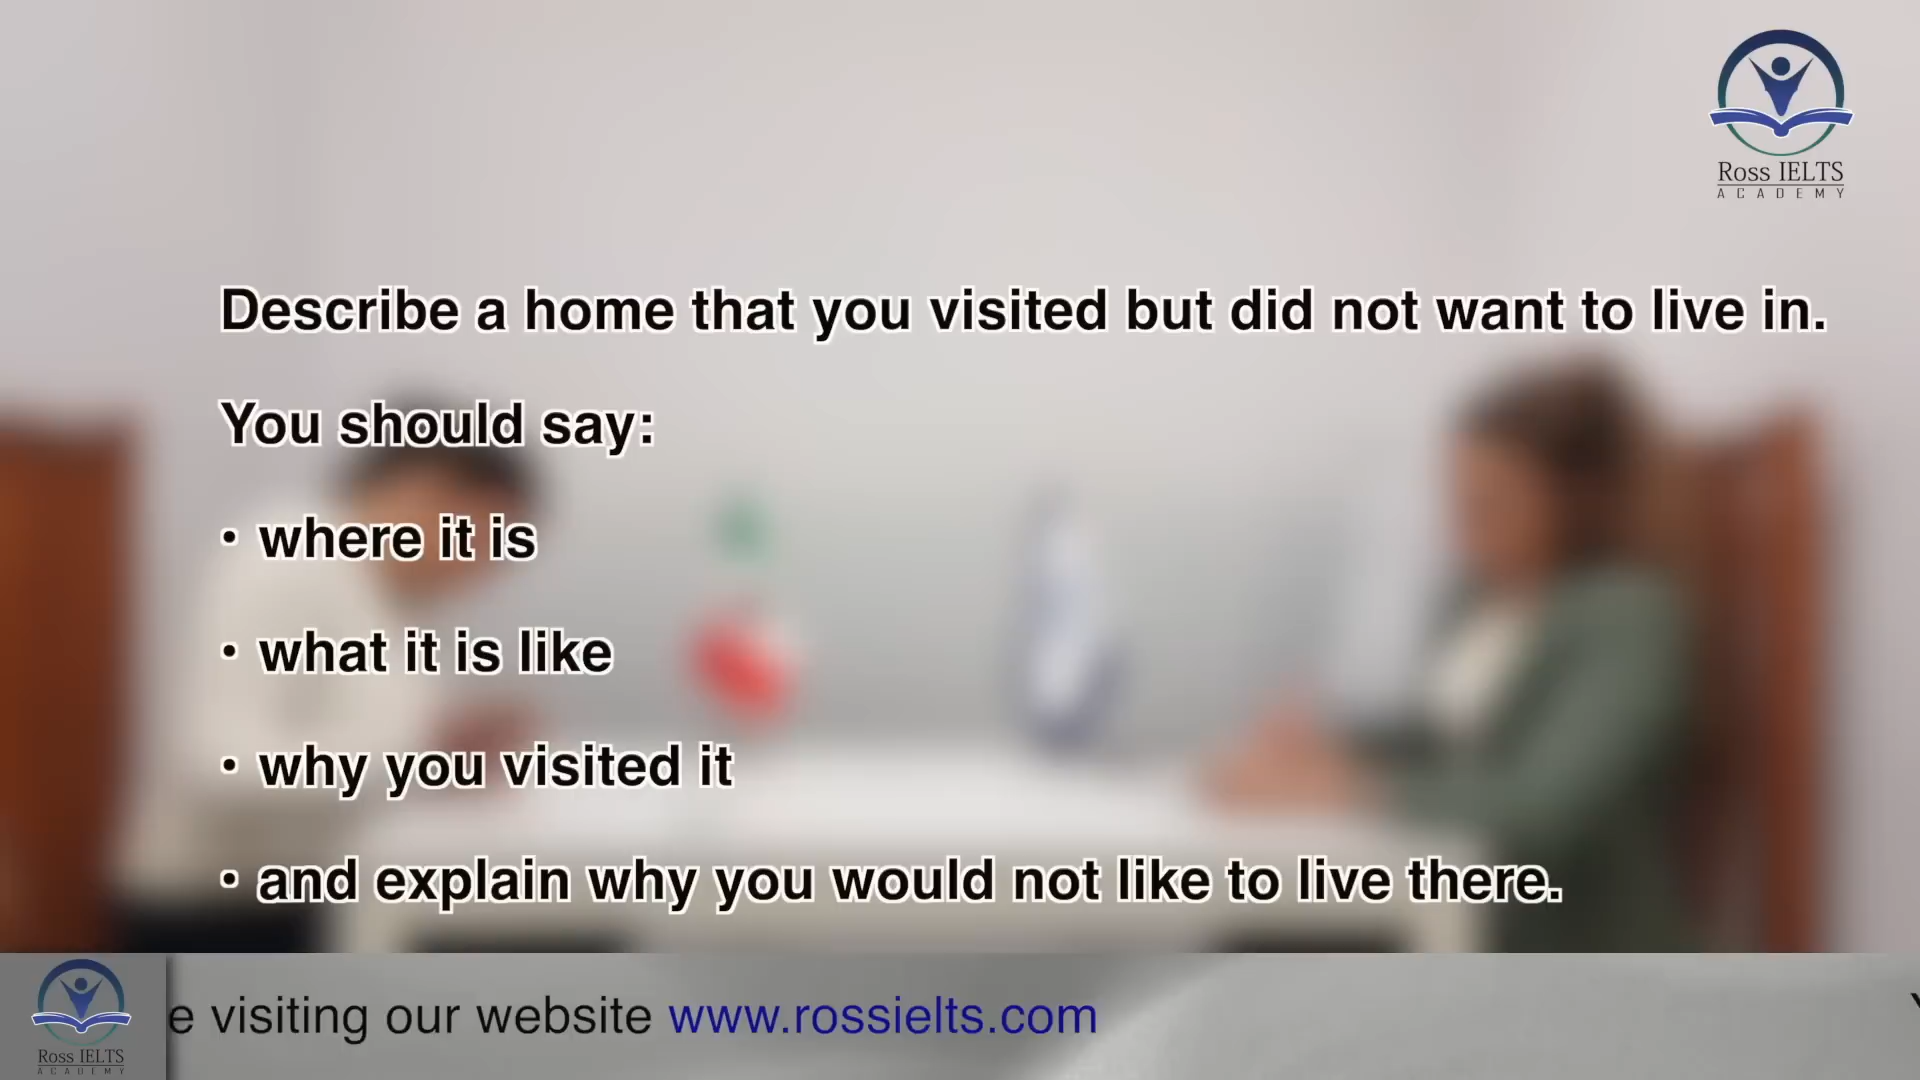 Ross IELTS
ACADEMY
Describe a home that you visited but did not want to live in.
You should say:
• where it is
• what it is like
• why you visited it
• and explain why you would not like to live there.
Ross IELTS
ACADEMY
e visiting our website www.rossielts.com